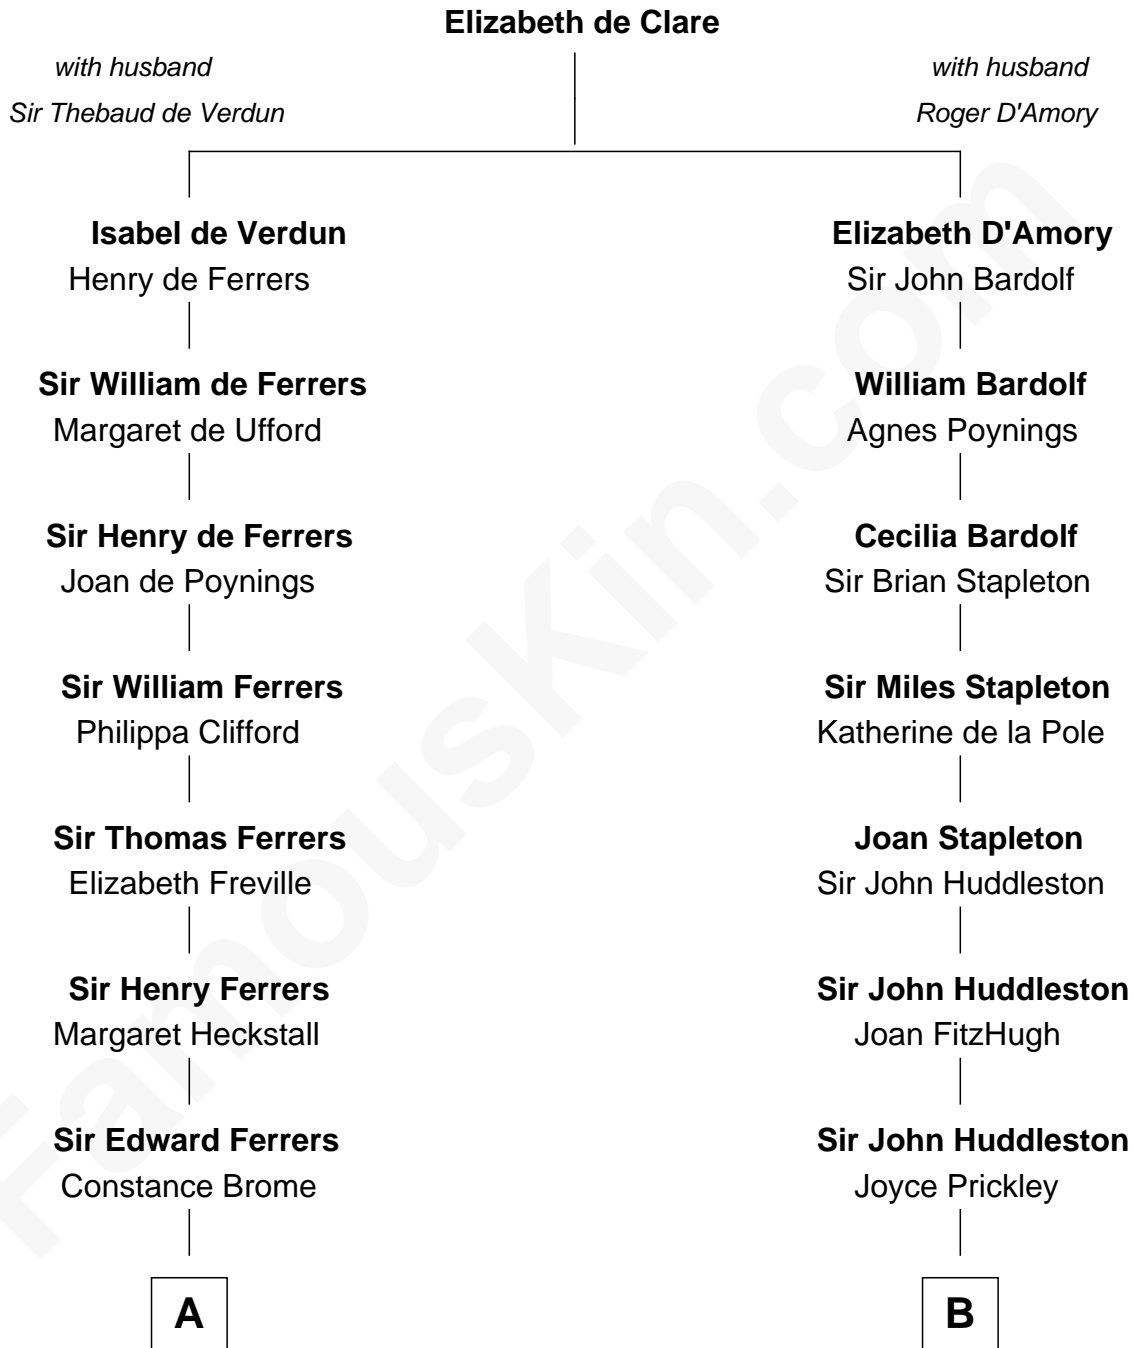 Elizabeth de Clare
with husband
Sir Thebaud de Verdun
with husband
Roger D'Amory
Isabel de Verdun
Henry de Ferrers
Sir William de Ferrers
Margaret de Ufford
Sir Henry de Ferrers
Joan de Poynings
Sir William Ferrers
Philippa Clifford
Sir Thomas Ferrers
Elizabeth Freville
Sir Henry Ferrers
Margaret Heckstall
Sir Edward Ferrers
Constance Brome
A
Elizabeth D'Amory
Sir John Bardolf
William Bardolf
Agnes Poynings
Cecilia Bardolf
Sir Brian Stapleton
Sir Miles Stapleton
Katherine de la Pole
Joan Stapleton
Sir John Huddleston
Sir John Huddleston
Joan FitzHugh
Sir John Huddleston
Joyce Prickley
B
FamousKin.com